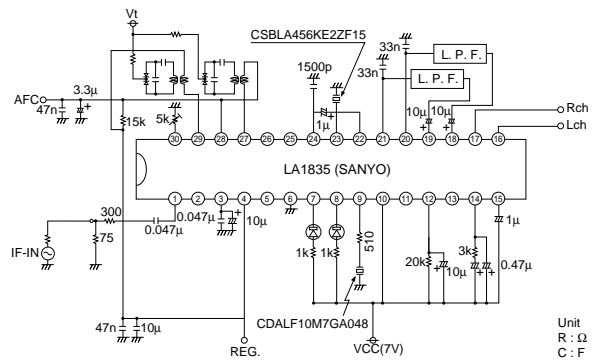 Vt
CSBLA456KE2ZF15
1500p
33n
33n
L. P. F.
L. P. F.
AFC
3.3μ
+
47n
15k
5k
1μ
+
10μ
10μ
+
+
Rch
Lch
30 29 28 27 26 25 24 23 22 21 20 19 18 17 16
LA1835 (SANYO)
1 2 3 4 5 6 7 8 9 10 11 12 13 14 15
300
0.047μ
0.047μ
+
10μ
IF-IN
75
1k
1k
510
20k
+
10μ
3k
+
+
0.47μ
1μ
CDALF10M7GA048
47n
10μ
REG.
VCC(7V)
Unit
R : Ω
C : F